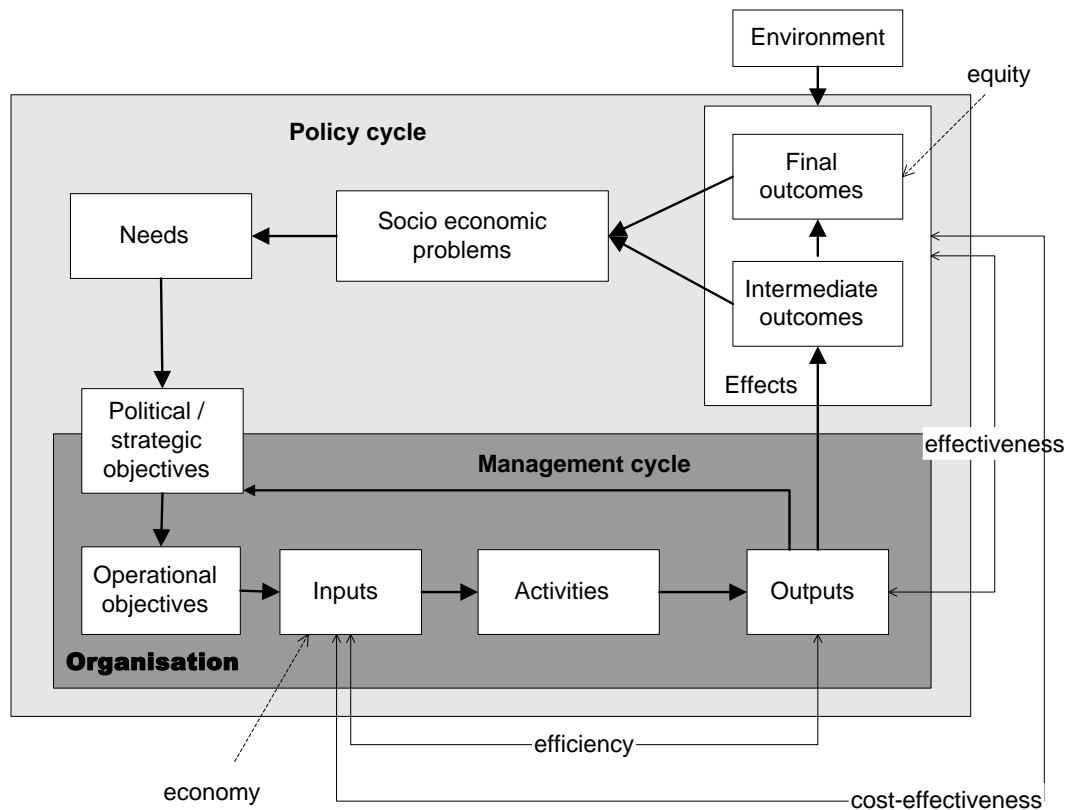 Environment
equity
Policy cycle
Final
outcomes
Needs
Socio economic
problems
Intermediate
outcomes
Effects
Political /
strategic
objectives
effectiveness
Management cycle
Operational
objectives
Inputs
Activities
Outputs
Organisation
efficiency
economy
cost-effectiveness